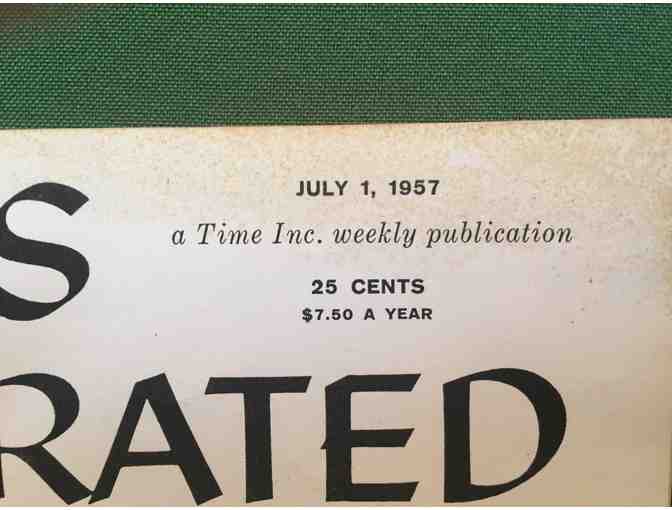 S
JULY 1, 1957
a Time Inc. weekly publication
25 CENTS
$7.50 A YEAR
RATED